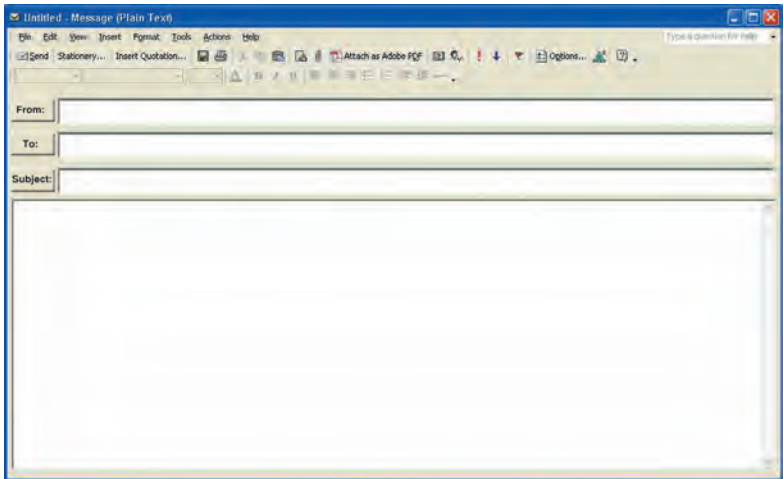 Untitled - Message (Plain Text)
File Edit View Insert Format Tools Actions Help Type a question for help
Send Stationery... Insert Quotation... Attach as Adobe PDF Options...
A B I U
From:
To:
Subject: